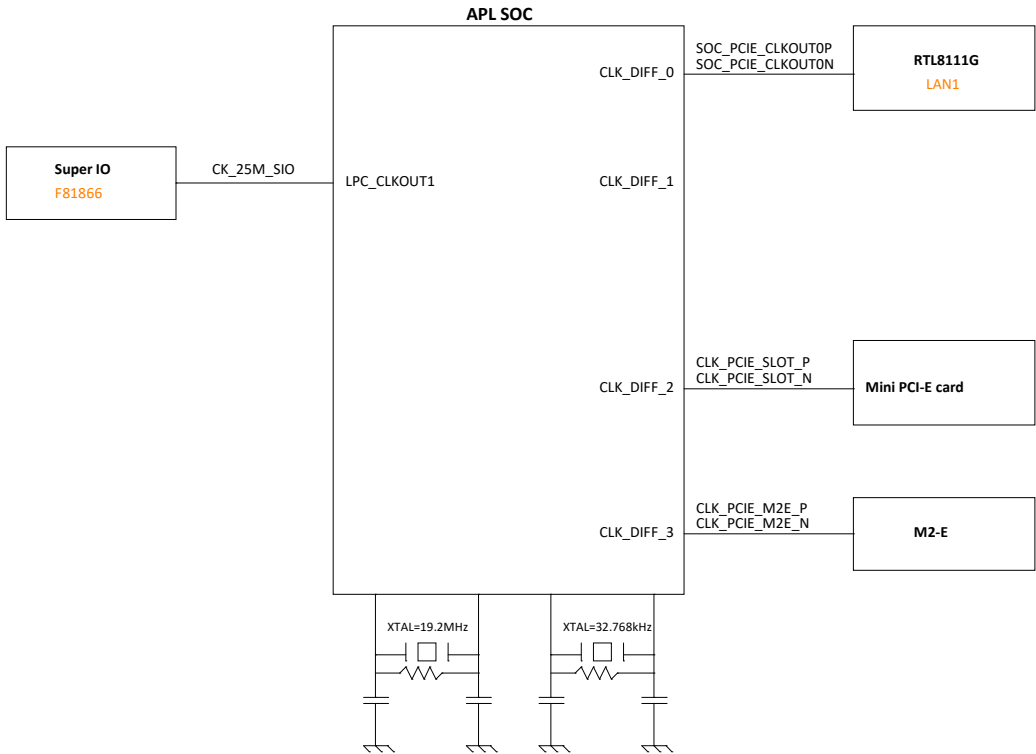 APL SOC
SOC_PCIE_CLKOUT0P
SOC_PCIE_CLKOUT0N
CLK_DIFF_0
RTL8111G
LAN1
Super IO
F81866
CK_25M_SIO
LPC_CLKOUT1
CLK_DIFF_1
CLK_PCIE_SLOT_P
CLK_PCIE_SLOT_N
CLK_DIFF_2
Mini PCI-E card
CLK_PCIE_M2E_P
CLK_PCIE_M2E_N
CLK_DIFF_3
M2-E
XTAL=19.2MHz
XTAL=32.768kHz